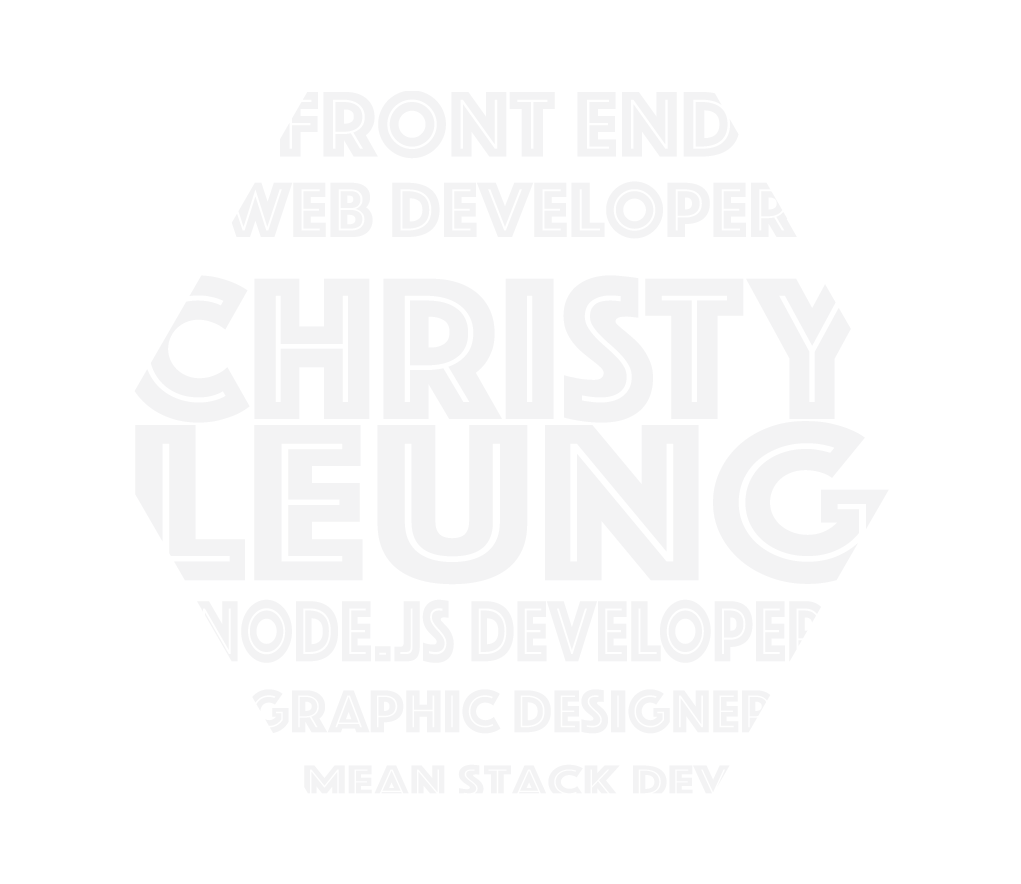 FRONT END
WEB DEVELOPER
CHRISTY
LEUNG
NODE.JS DEVELOPER
GRAPHIC DESIGNER
MEAN STACK DEV